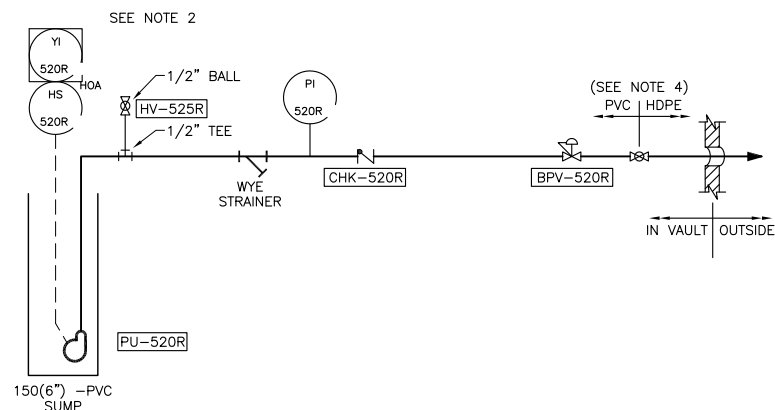 SEE NOTE 2
YI
520R
HOA
HS
520R
1/2" BALL
HV-525R
1/2" TEE
PI
520R
(SEE NOTE 4)
PVC HDPE
WYE
STRAINER
CHK-520R
BPV-520R
IN VAULT OUTSIDE
PU-520R
150(6") -PVC
SUMP